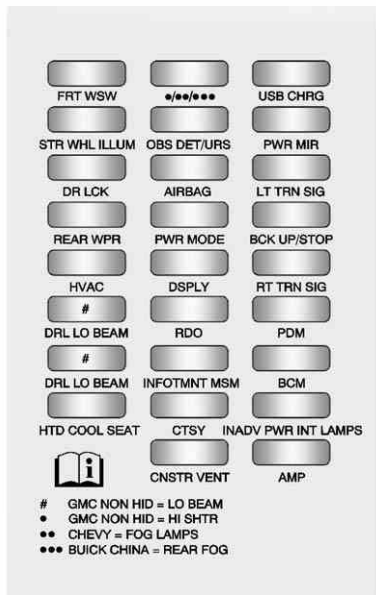 FRT WSW ●/●●/●●● USB CHRG
STR WHL ILLUM OBS DET/URS PWR MIR
DR LCK AIRBAG LT TRN SIG
REAR WPR PWR MODE BCK UP/STOP
HVAC DSPLY RT TRN SIG
#
DRL LO BEAM RDO PDM
#
DRL LO BEAM INFOTMNT MSM BCM
HTD COOL SEAT CTSY INADV PWR INT LAMPS
i
CNSTR VENT AMP
# GMC NON HID = LO BEAM
● GMC NON HID = HI SHTR
●● CHEVY = FOG LAMPS
●●● BUICK CHINA = REAR FOG